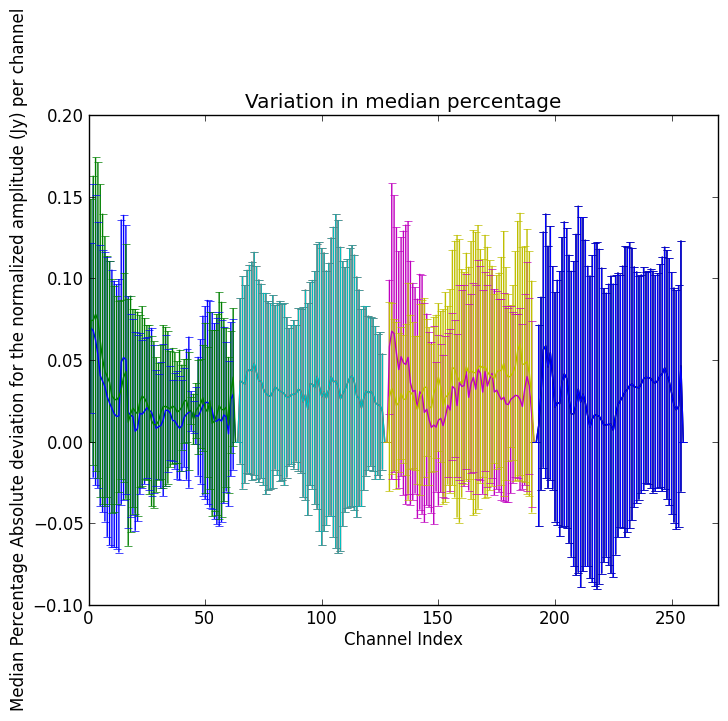 Variation in median percentage
Median Percentage Absolute deviation for the normalized amplitude (Jy) per channel
0.20
0.15
0.10
0.05
0.00
−0.05
−0.10
0 50 100 150 200 250
Channel Index